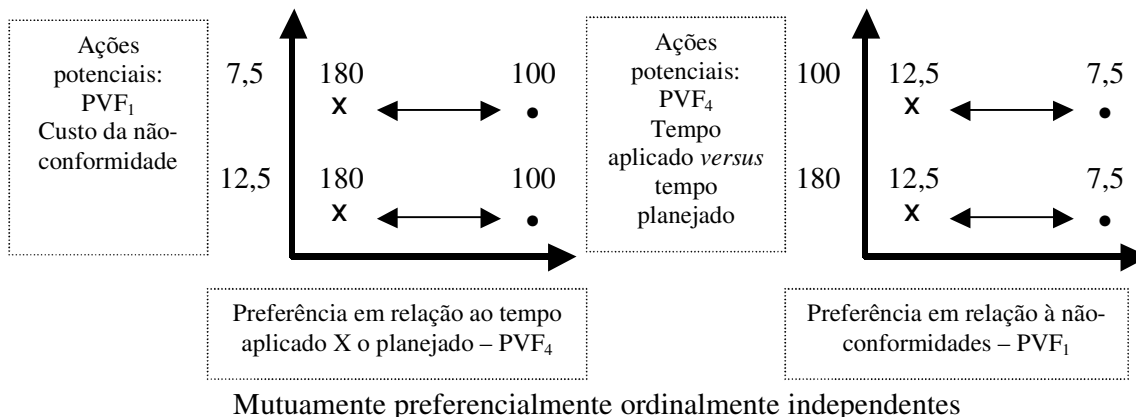 Ações
potenciais:
PVF₁
Custo da não-
conformidade
7,5
180
100
X
12,5
180
100
X
Preferência em relação ao tempo
aplicado X o planejado – PVF₄
Ações
potenciais:
PVF₄
Tempo
aplicado versus
tempo
planejado
100
12,5
7,5
X
180
12,5
7,5
X
Preferência em relação à não-
conformidades – PVF₁
Mutuamente preferencialmente ordinalmente independentes